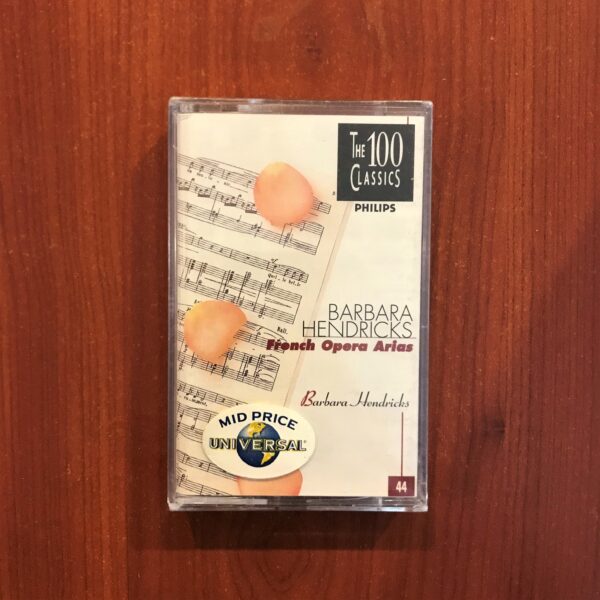 THE 100
CLASSICS
PHILIPS
BARBARA
HENDRICKS
French Opera Arias
Barbara Hendricks
MID PRICE
UNIVERSAL
44